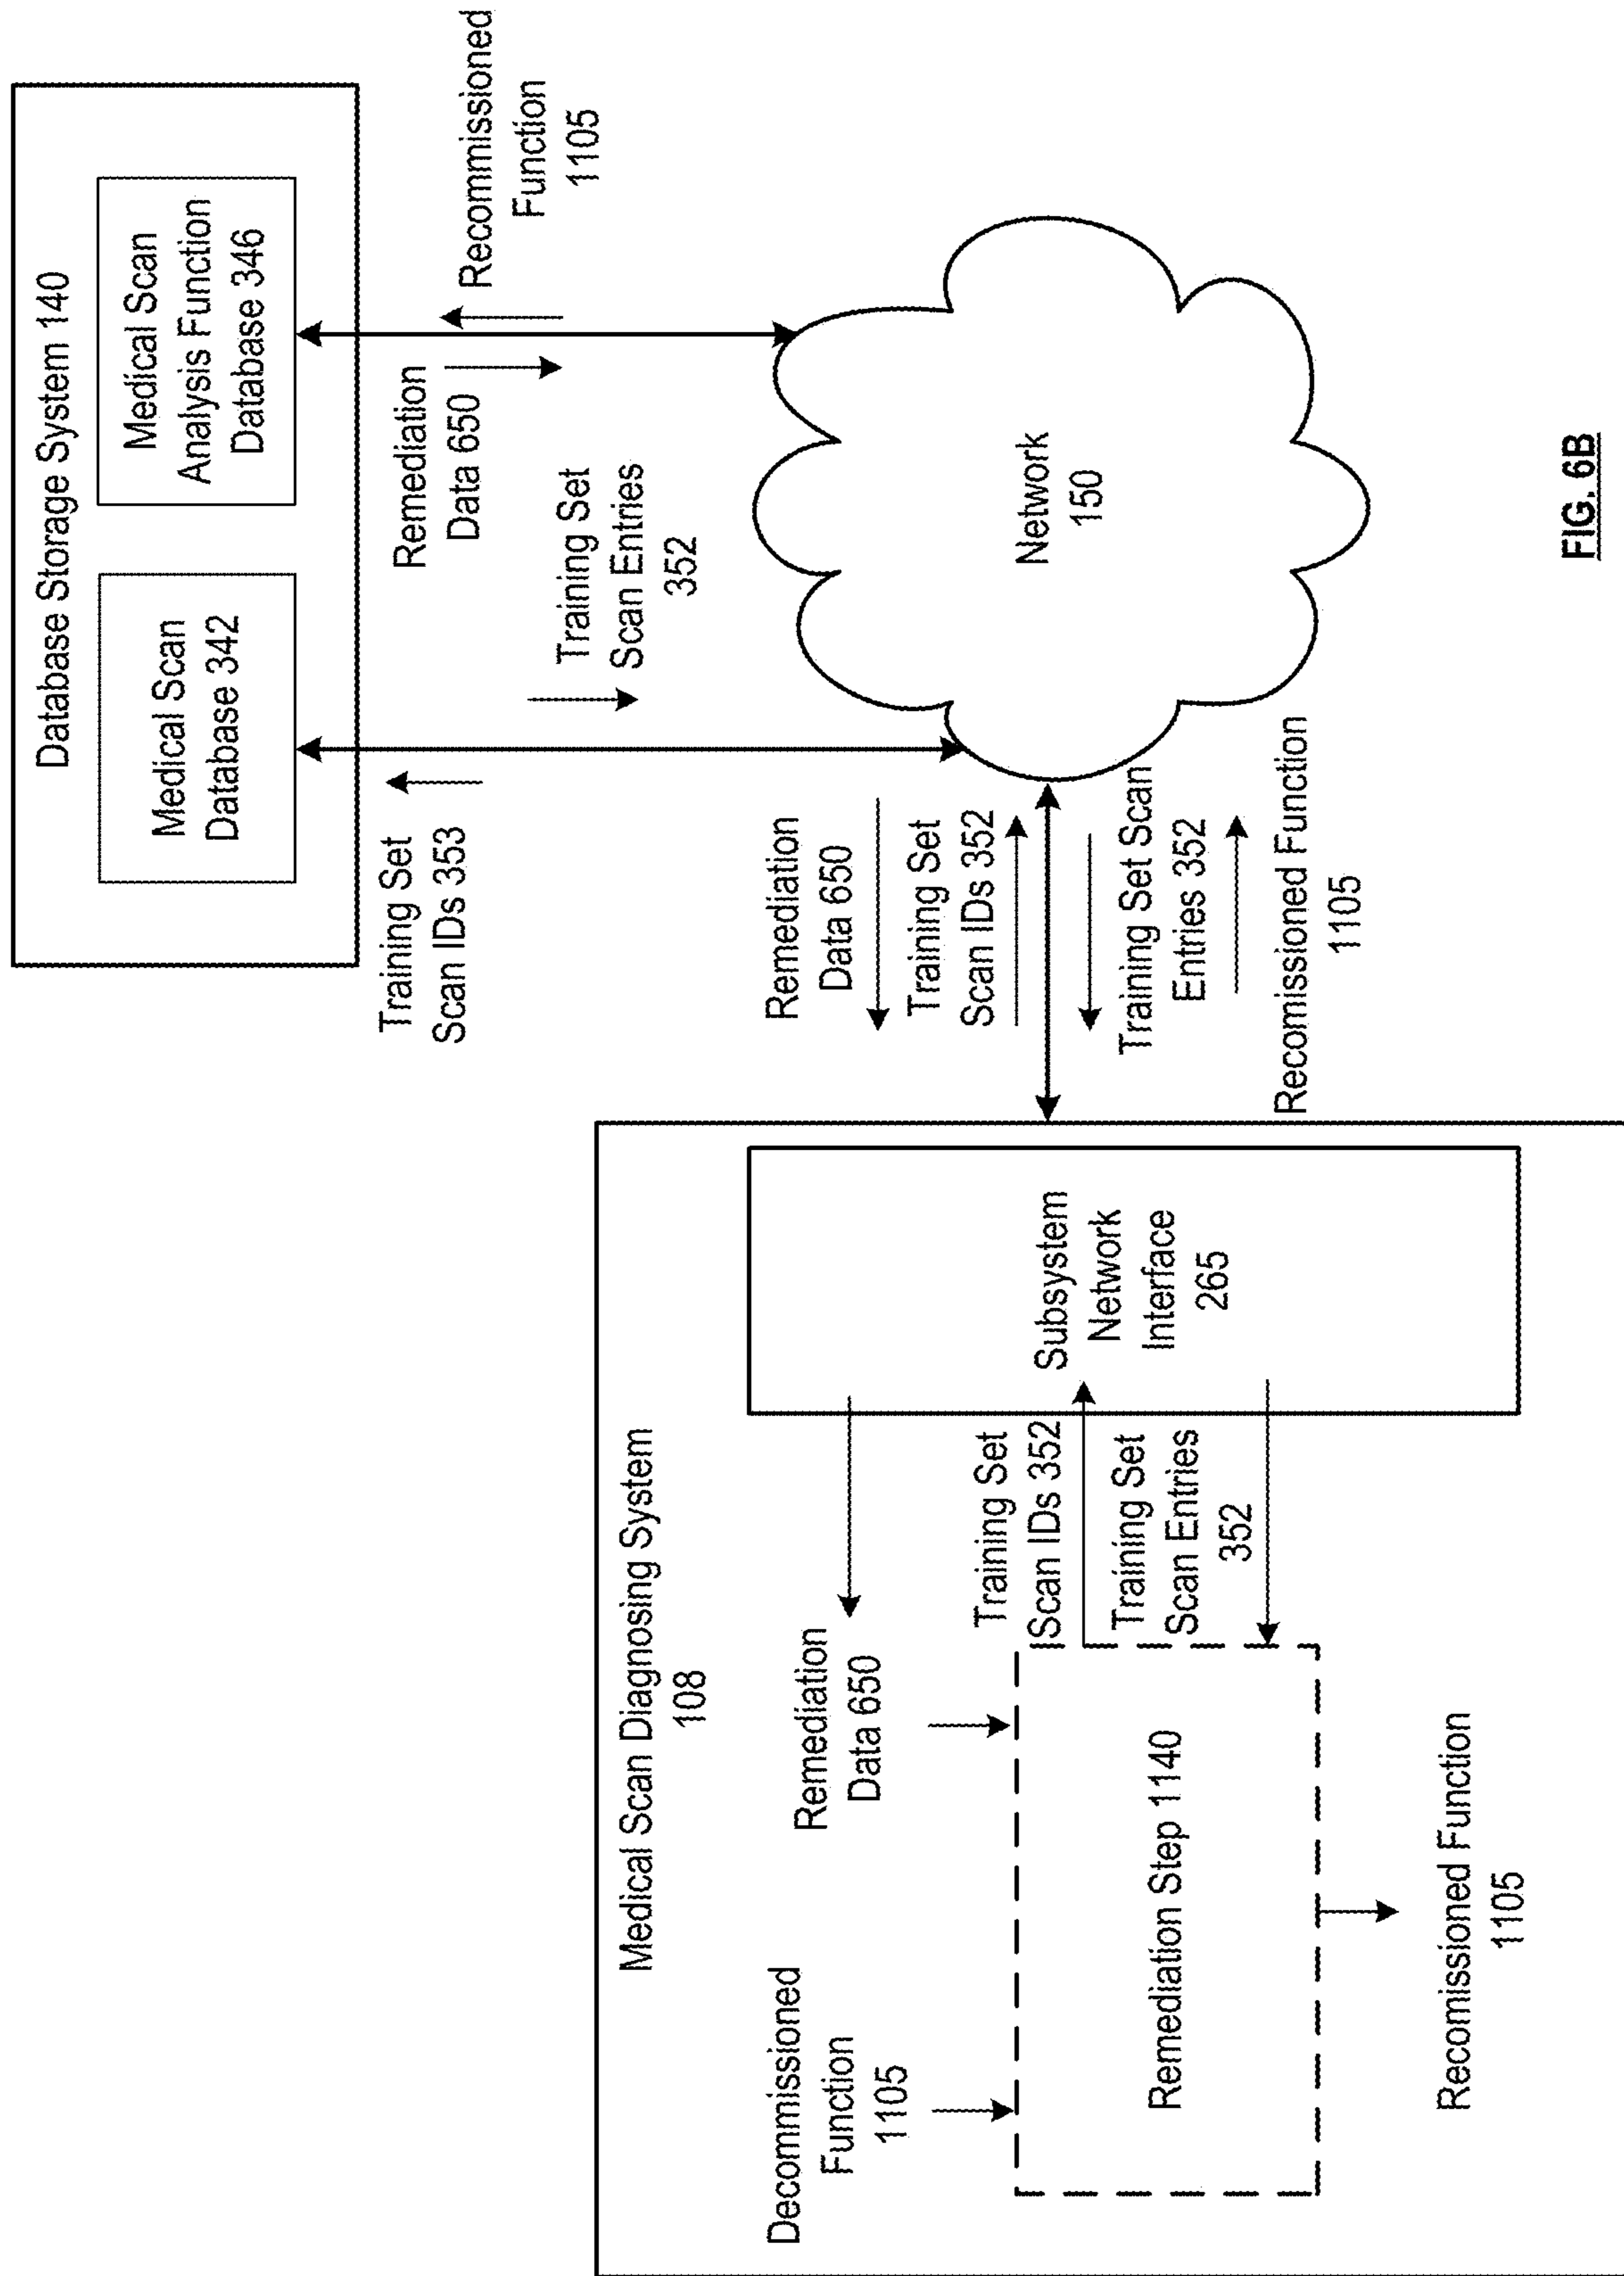 Database Storage System 140
Medical Scan
Database 342
Medical Scan
Analysis Function
Database 346
Training Set
Scan IDs 353
Training Set
Scan Entries
352
Remediation
Data 650
Recommissioned
Function
1105
Network
150
Remediation
Data 650
Training Set
Scan IDs 352
Training Set Scan
Entries 352
Recomissioned Function
1105
Medical Scan Diagnosing System
108
Subsystem
Network
Interface
265
Decommissioned
Function
1105
Remediation
Data 650
Training Set
Scan IDs 352
Training Set
Scan Entries
352
Remediation Step 1140
Recomissioned Function
1105
FIG. 6B